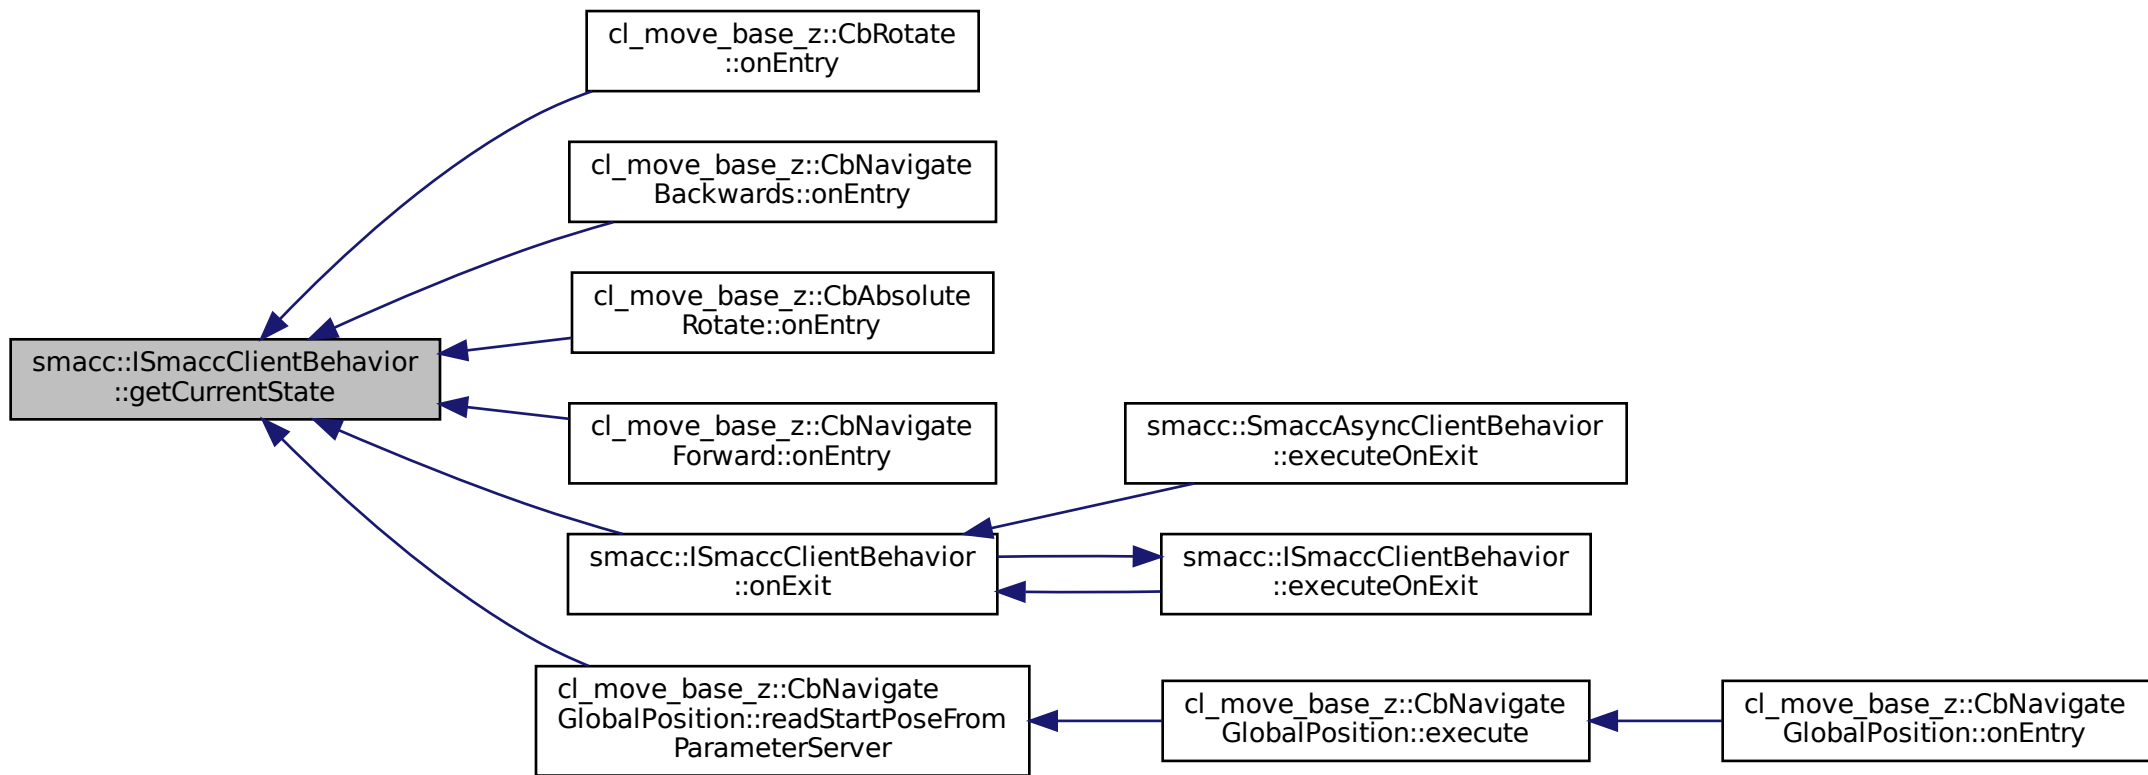 cl_move_base_z::CbRotate
::onEntry
cl_move_base_z::CbNavigate
Backwards::onEntry
cl_move_base_z::CbAbsolute
Rotate::onEntry
smacc::ISmaccClientBehavior
::getCurrentState
cl_move_base_z::CbNavigate
Forward::onEntry
smacc::SmaccAsyncClientBehavior
::executeOnExit
smacc::ISmaccClientBehavior
::onExit
smacc::ISmaccClientBehavior
::executeOnExit
cl_move_base_z::CbNavigate
GlobalPosition::readStartPoseFrom
ParameterServer
cl_move_base_z::CbNavigate
GlobalPosition::execute
cl_move_base_z::CbNavigate
GlobalPosition::onEntry